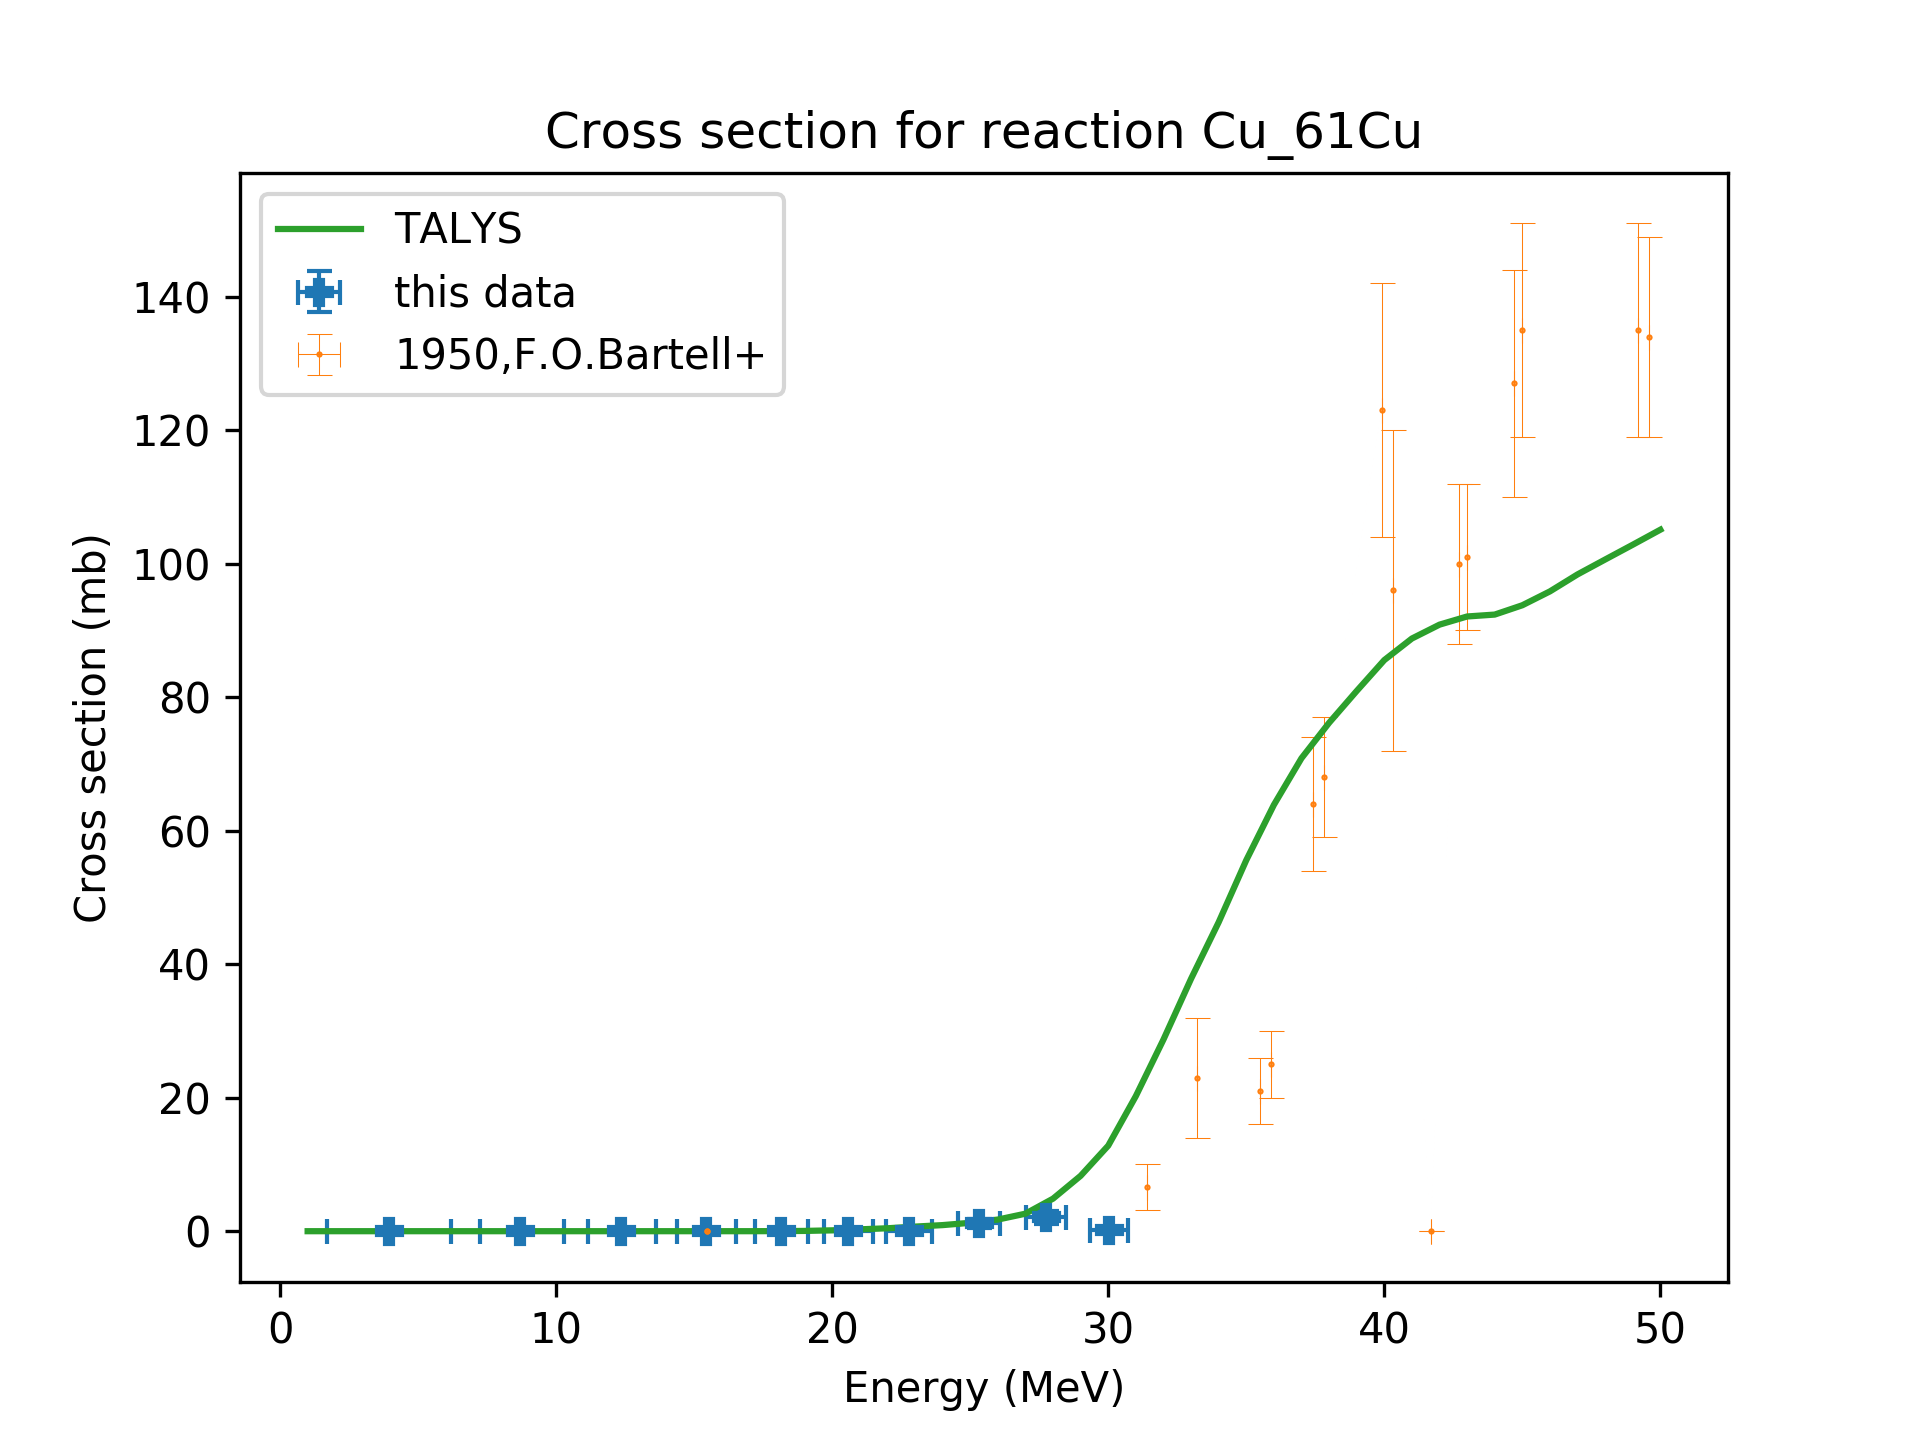 Cross section for reaction Cu_61Cu
TALYS
this data
1950,F.O.Bartell+
Cross section (mb)
140
120
100
80
60
40
20
0
0 10 20 30 40 50
Energy (MeV)